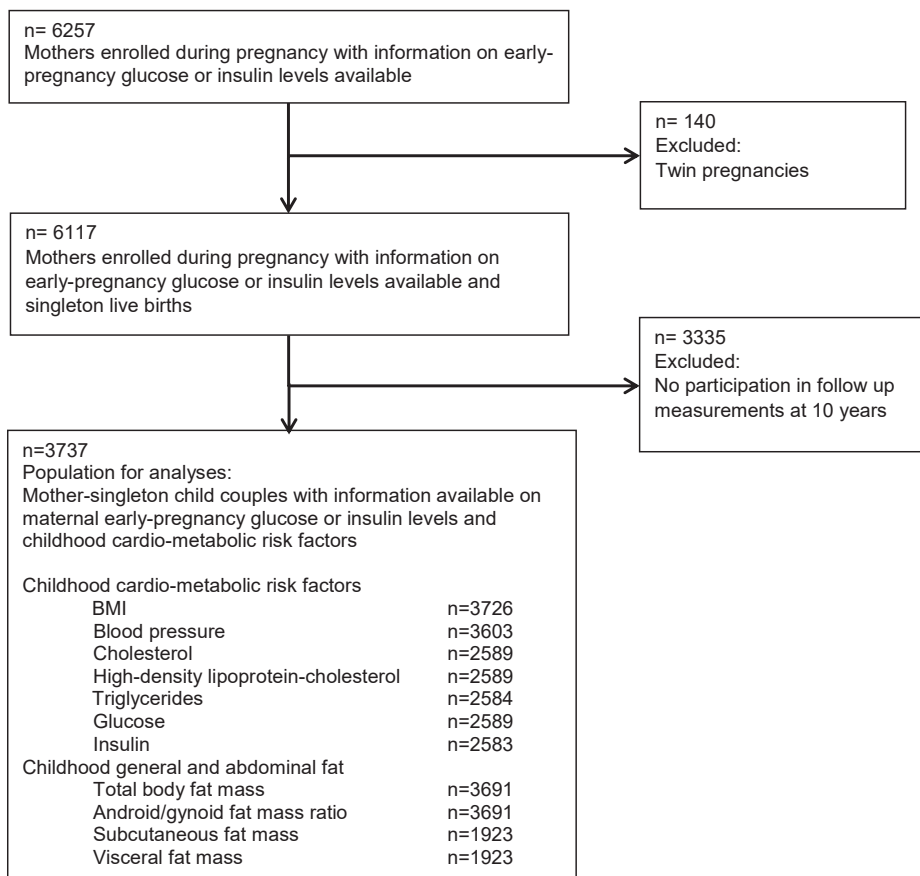 n= 6257
Mothers enrolled during pregnancy with information on early-
pregnancy glucose or insulin levels available
n= 140
Excluded:
Twin pregnancies
n= 6117
Mothers enrolled during pregnancy with information on
early-pregnancy glucose or insulin levels available and
singleton live births
n= 3335
Excluded:
No participation in follow up
measurements at 10 years
n=3737
Population for analyses:
Mother-singleton child couples with information available on
maternal early-pregnancy glucose or insulin levels and
childhood cardio-metabolic risk factors
Childhood cardio-metabolic risk factors
BMI n=3726
Blood pressure n=3603
Cholesterol n=2589
High-density lipoprotein-cholesterol n=2589
Triglycerides n=2584
Glucose n=2589
Insulin n=2583
Childhood general and abdominal fat
Total body fat mass n=3691
Android/gynoid fat mass ratio n=3691
Subcutaneous fat mass n=1923
Visceral fat mass n=1923